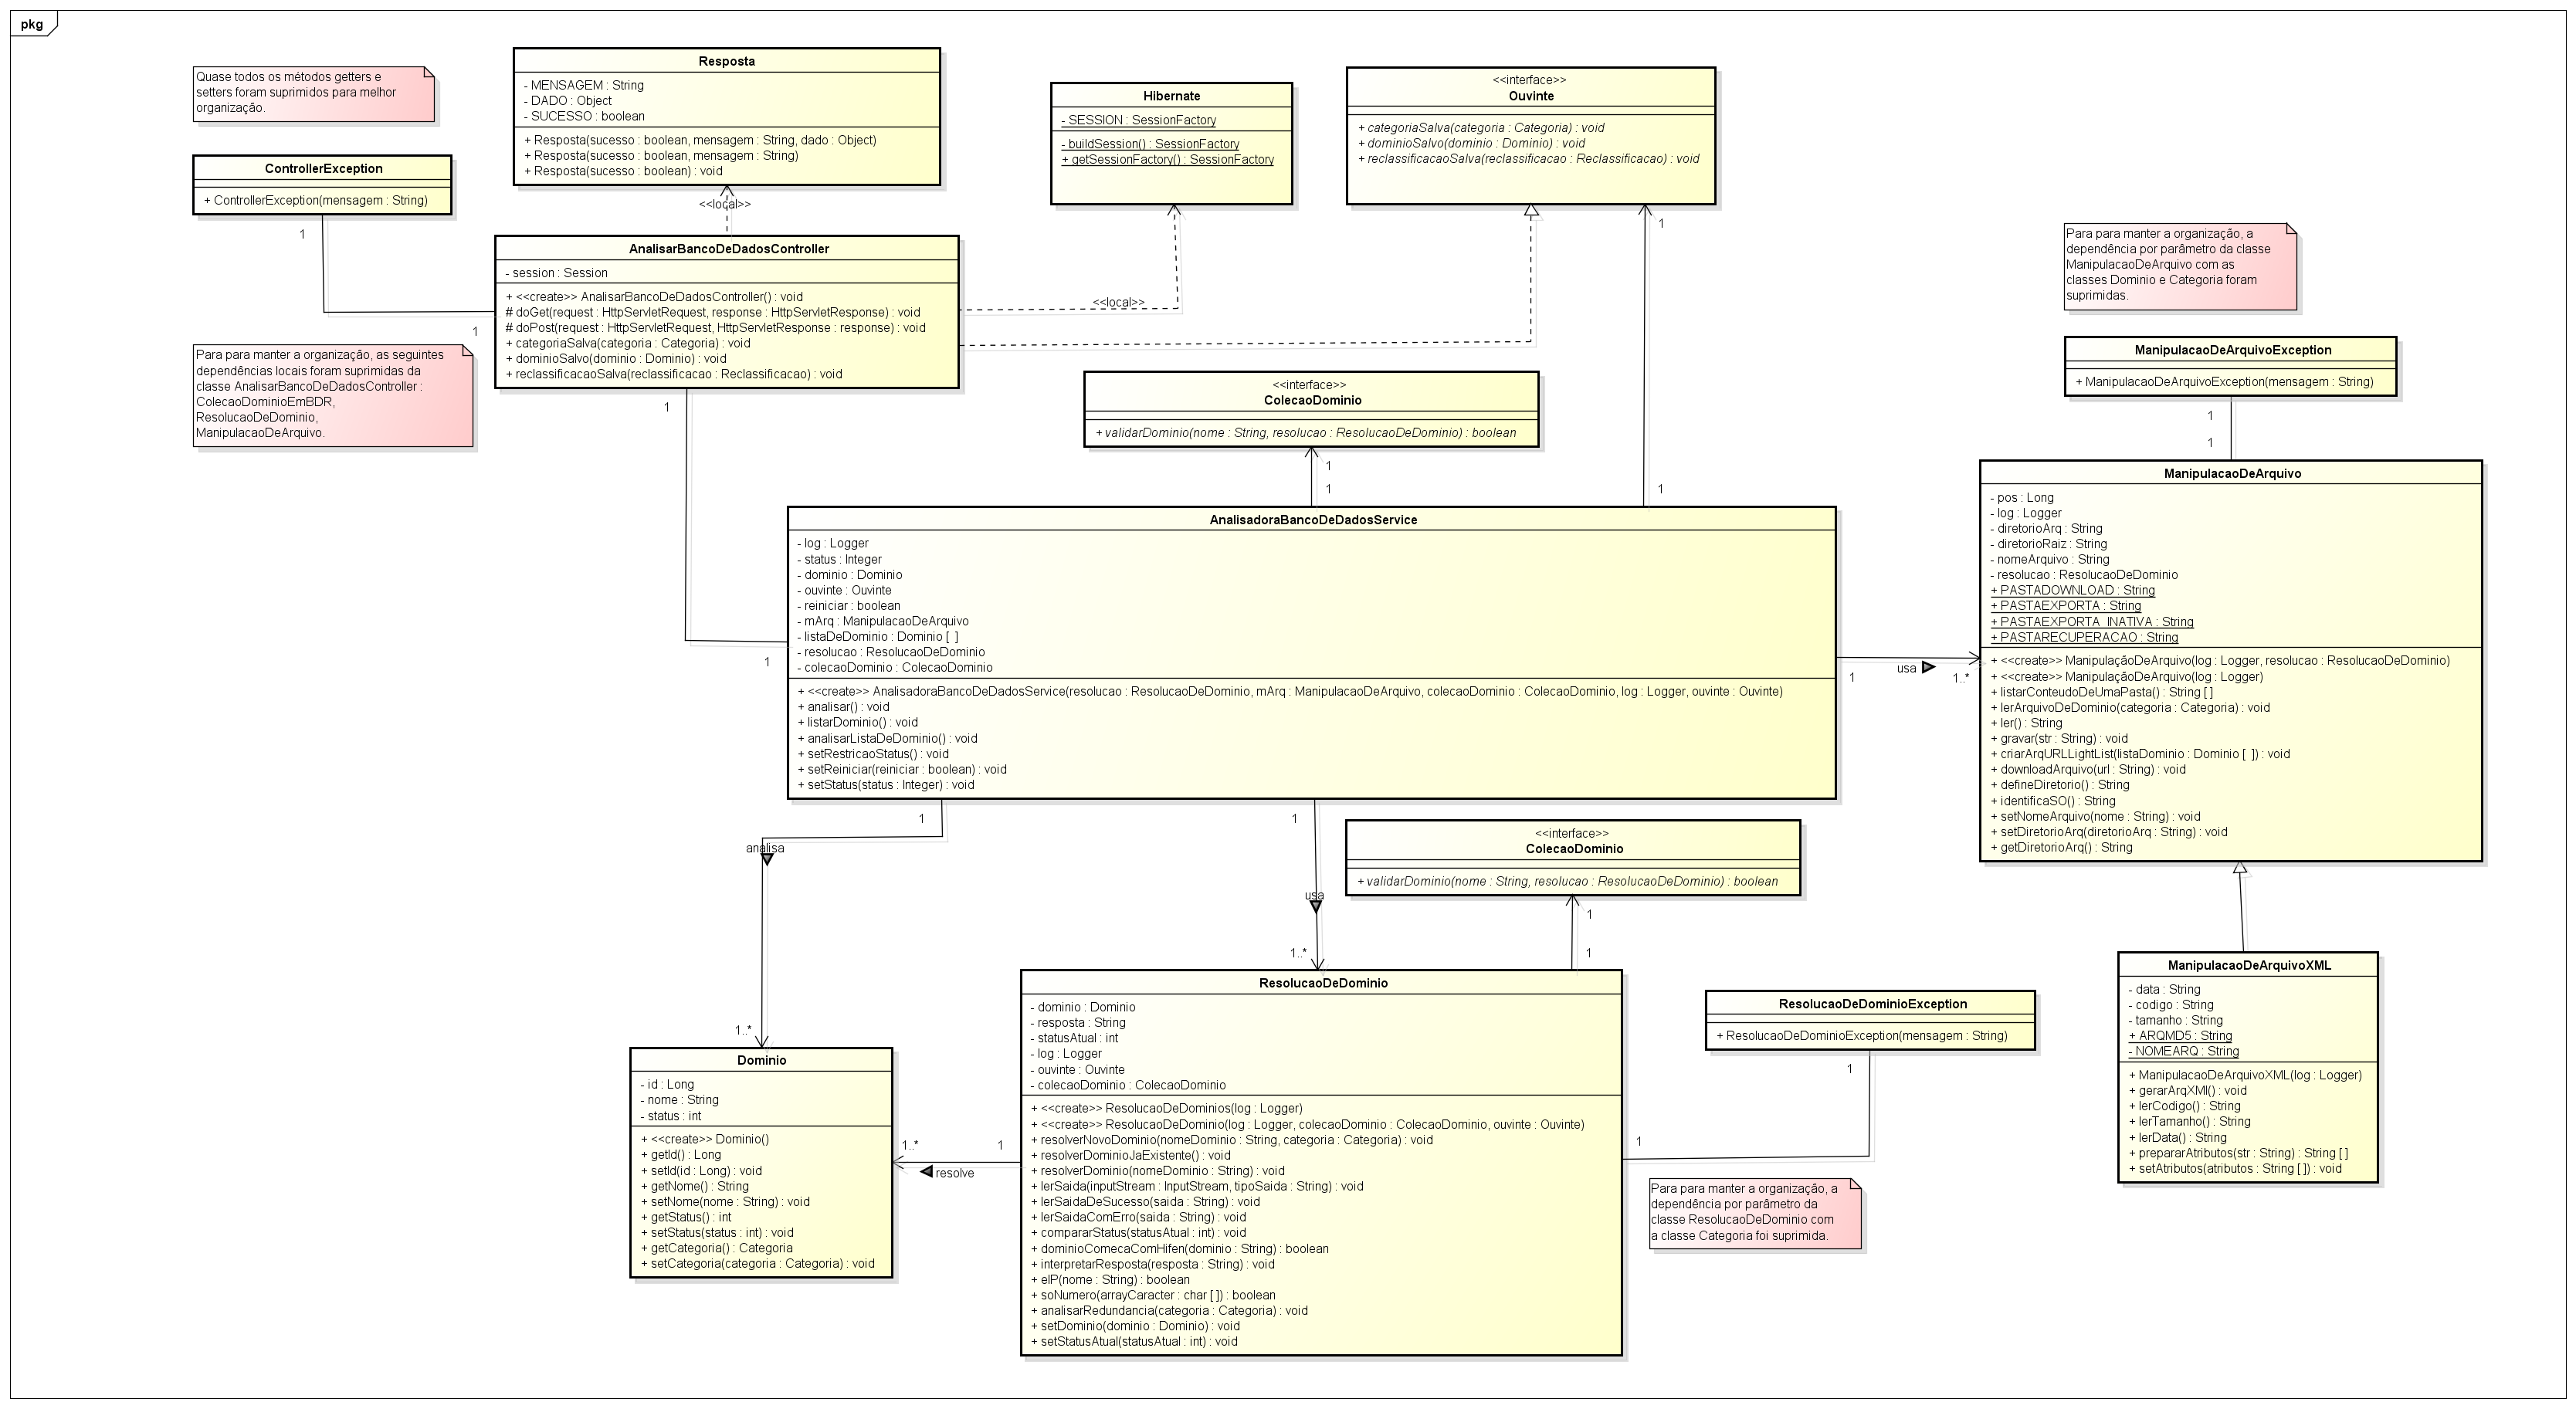 pkg
Quase todos os métodos getters e
setters foram suprimidos para melhor
organização.
Resposta
- MENSAGEM : String
- DADO : Object
- SUCESSO : boolean
+ Resposta(sucesso : boolean, mensagem : String, dado : Object)
+ Resposta(sucesso : boolean, mensagem : String)
+ Resposta(sucesso : boolean) : void
Hibernate
- SESSION : SessionFactory
- buildSession() : SessionFactory
+ getSessionFactory() : SessionFactory
<<interface>>
Ouvinte
+ categoriaSalva(categoria : Categoria) : void
+ dominioSalvo(dominio : Dominio) : void
+ reclassificacaoSalva(reclassificacao : Reclassificacao) : void
ControllerException
+ ControllerException(mensagem : String)
1
1
<<local>>
AnalisarBancoDeDadosController
- session : Session
+ <<create>> AnalisarBancoDeDadosController() : void
# doGet(request : HttpServletRequest, response : HttpServletResponse) : void
# doPost(request : HttpServletRequest, HttpServletResponse : response) : void
+ categoriaSalva(categoria : Categoria) : void
+ dominioSalvo(dominio : Dominio) : void
+ reclassificacaoSalva(reclassificacao : Reclassificacao) : void
<<local>>
1
1
Para para manter a organização, as seguintes
dependências locais foram suprimidas da
classe AnalisarBancoDeDadosController :
ColecaoDominioEmBDR,
ResolucaoDeDominio,
ManipulacaoDeArquivo.
Para para manter a organização, a
dependência por parâmetro da classe
ManipulacaoDeArquivo com as
classes Dominio e Categoria foram
suprimidas.
ManipulacaoDeArquivoException
+ ManipulacaoDeArquivoException(mensagem : String)
1
1
<<interface>>
ColecaoDominio
+ validarDominio(nome : String, resolucao : ResolucaoDeDominio) : boolean
1
1
1
AnalisadoraBancoDeDadosService
- log : Logger
- status : Integer
- dominio : Dominio
- ouvinte : Ouvinte
- reiniciar : boolean
- mArq : ManipulacaoDeArquivo
- listaDeDominio : Dominio [ ]
- resolucao : ResolucaoDeDominio
- colecaoDominio : ColecaoDominio
+ <<create>> AnalisadoraBancoDeDadosService(resolucao : ResolucaoDeDominio, mArq : ManipulacaoDeArquivo, colecaoDominio : ColecaoDominio, log : Logger, ouvinte : Ouvinte)
+ analisar() : void
+ listarDominio() : void
+ analisarListaDeDominio() : void
+ setRestricaoStatus() : void
+ setReiniciar(reiniciar : boolean) : void
+ setStatus(status : Integer) : void
1
1
usa
1..*
ManipulacaoDeArquivo
- pos : Long
- log : Logger
- diretorioArq : String
- diretorioRaiz : String
- nomeArquivo : String
- resolucao : ResolucaoDeDominio
+ PASTADOWNLOAD : String
+ PASTAEXPORTA : String
+ PASTAEXPORTA_INATIVA : String
+ PASTARECUPERACAO : String
+ <<create>> ManipulaçãoDeArquivo(log : Logger, resolucao : ResolucaoDeDominio)
+ <<create>> ManipulaçãoDeArquivo(log : Logger)
+ listarConteudoDeUmaPasta() : String [ ]
+ lerArquivoDeDominio(categoria : Categoria) : void
+ ler() : String
+ gravar(str : String) : void
+ criarArqURLLightList(listaDominio : Dominio [ ]) : void
+ downloadArquivo(url : String) : void
+ defineDiretorio() : String
+ identificaSO() : String
+ setNomeArquivo(nome : String) : void
+ setDiretorioArq(diretorioArq : String) : void
+ getDiretorioArq() : String
1
analisa
1..*
1
usa
1..*
<<interface>>
ColecaoDominio
+ validarDominio(nome : String, resolucao : ResolucaoDeDominio) : boolean
1
1
Dominio
- id : Long
- nome : String
- status : int
+ <<create>> Dominio()
+ getId() : Long
+ setId(id : Long) : void
+ getNome() : String
+ setNome(nome : String) : void
+ getStatus() : int
+ setStatus(status : int) : void
+ getCategoria() : Categoria
+ setCategoria(categoria : Categoria) : void
1..*
1
resolve
ResolucaoDeDominio
- dominio : Dominio
- resposta : String
- statusAtual : int
- log : Logger
- ouvinte : Ouvinte
- colecaoDominio : ColecaoDominio
+ <<create>> ResolucaoDeDominios(log : Logger)
+ <<create>> ResolucaoDeDominio(log : Logger, colecaoDominio : ColecaoDominio, ouvinte : Ouvinte)
+ resolverNovoDominio(nomeDominio : String, categoria : Categoria) : void
+ resolverDominioJaExistente() : void
+ resolverDominio(nomeDominio : String) : void
+ lerSaida(inputStream : InputStream, tipoSaida : String) : void
+ lerSaidaDeSucesso(saida : String) : void
+ lerSaidaComErro(saida : String) : void
+ compararStatus(statusAtual : int) : void
+ dominioComecaComHifen(dominio : String) : boolean
+ interpretarResposta(resposta : String) : void
+ eIP(nome : String) : boolean
+ soNumero(arrayCaracter : char [ ]) : boolean
+ analisarRedundancia(categoria : Categoria) : void
+ setDominio(dominio : Dominio) : void
+ setStatusAtual(statusAtual : int) : void
ResolucaoDeDominioException
+ ResolucaoDeDominioException(mensagem : String)
1
1
Para para manter a organização, a
dependência por parâmetro da
classe ResolucaoDeDominio com
a classe Categoria foi suprimida.
ManipulacaoDeArquivoXML
- data : String
- codigo : String
- tamanho : String
+ ARQMD5 : String
- NOMEARQ : String
+ ManipulacaoDeArquivoXML(log : Logger)
+ gerarArqXMl() : void
+ lerCodigo() : String
+ lerTamanho() : String
+ lerData() : String
+ prepararAtributos(str : String) : String [ ]
+ setAtributos(atributos : String [ ]) : void